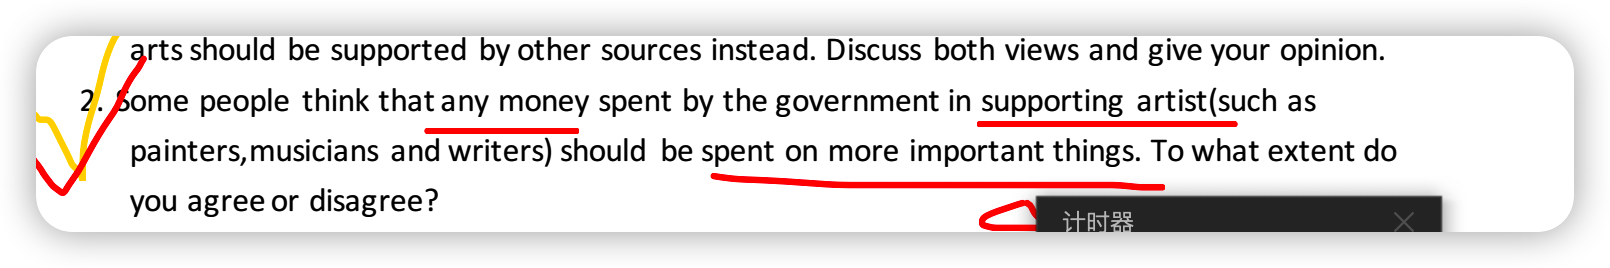 arts should be supported by other sources instead. Discuss both views and give your opinion.
2. Some people think that any money spent by the government in supporting artist(such as
painters,musicians and writers) should be spent on more important things. To what extent do
you agree or disagree?
计时器